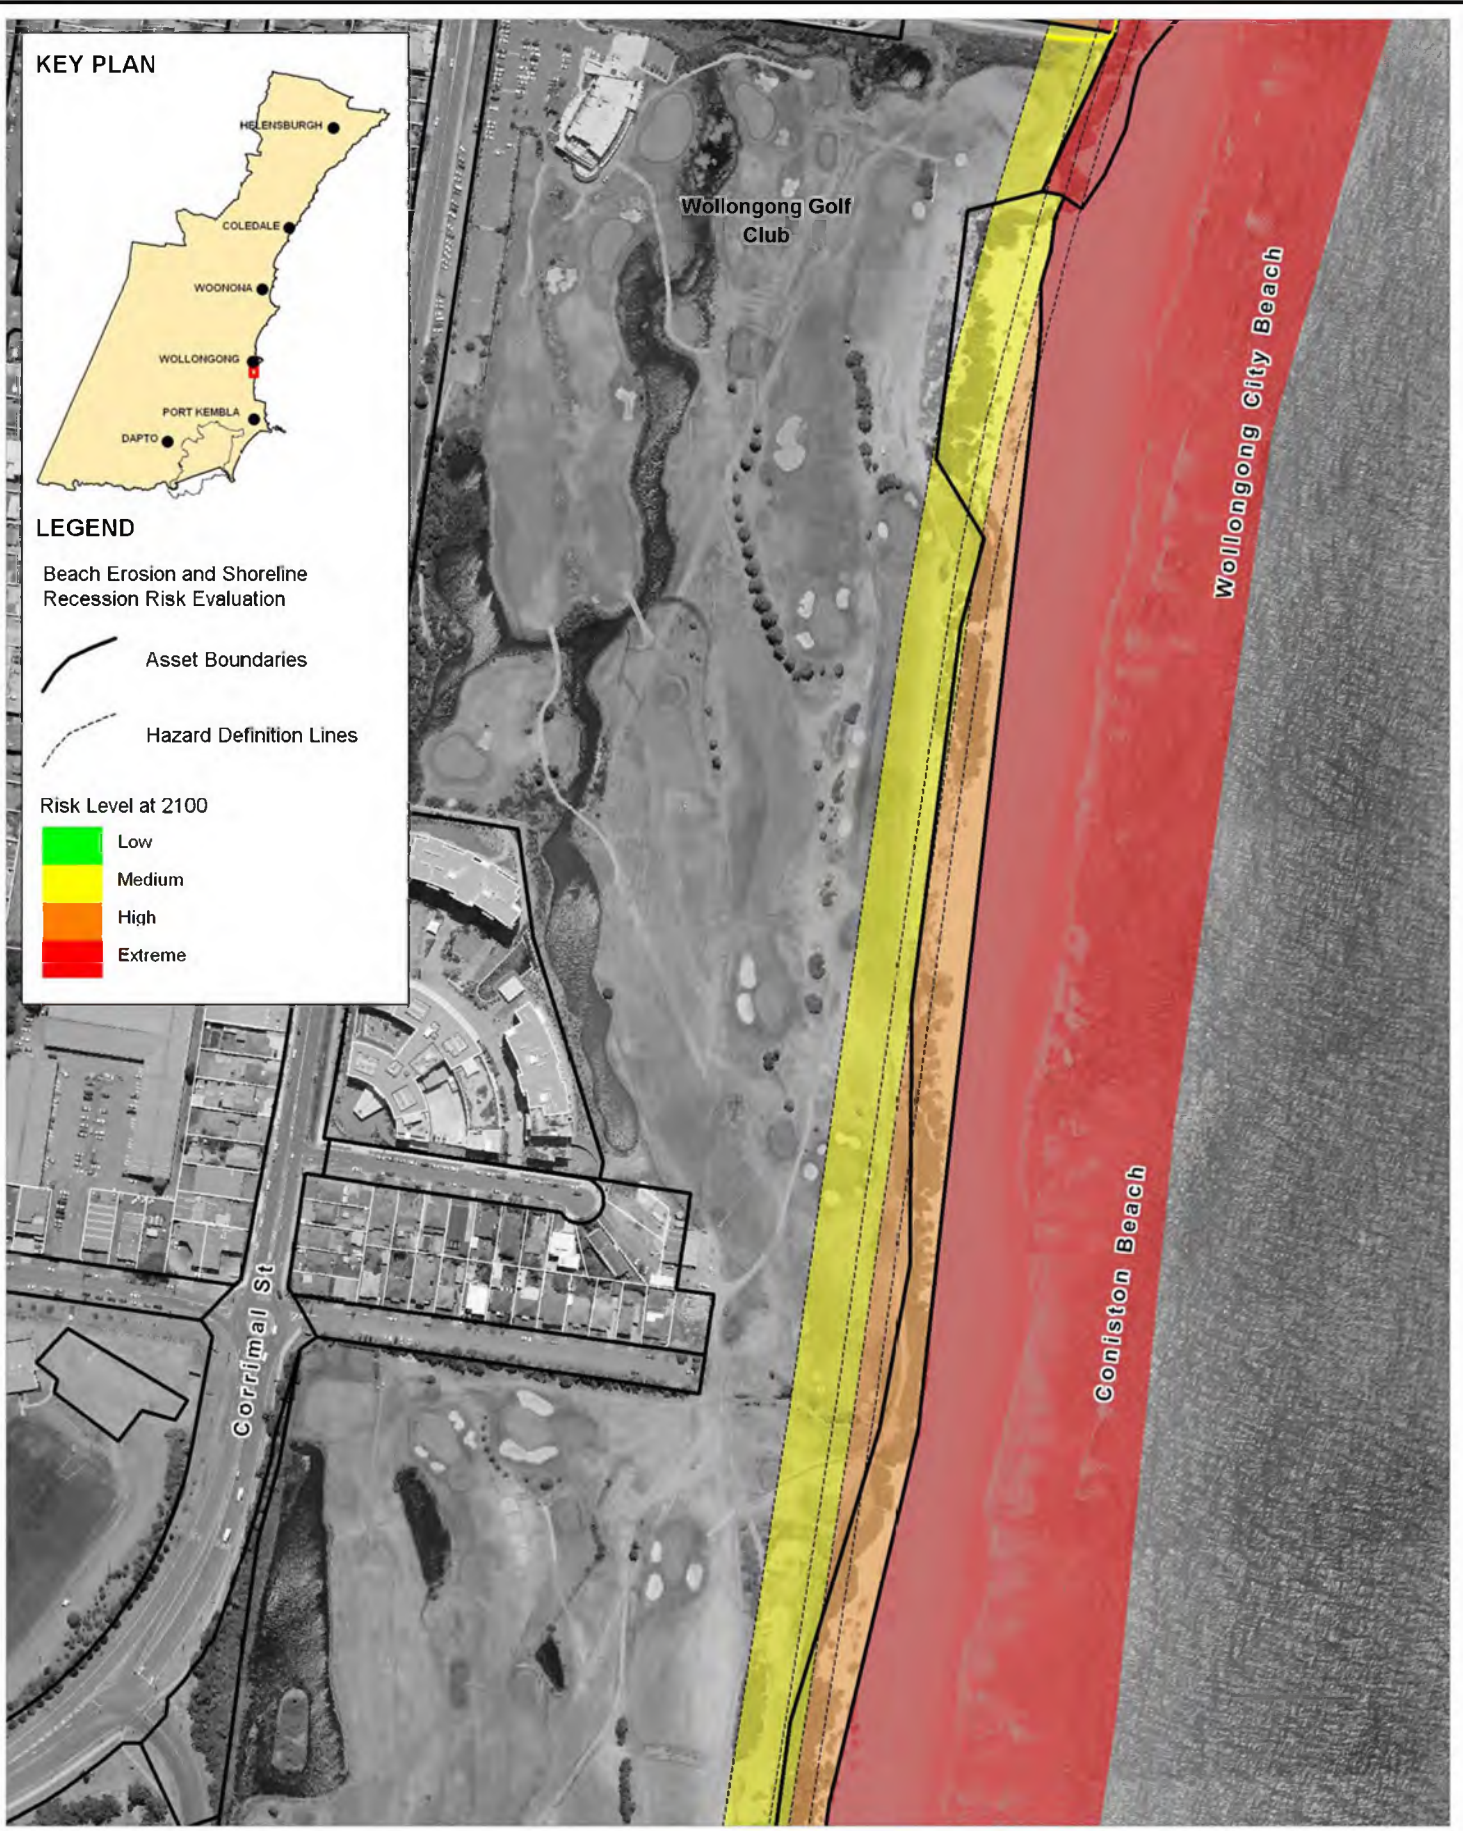 KEY PLAN
HELENSBURGH
COLEDALE
WOONONA
WOLLONGONG
PORT KEMBLA
DAPTO
LEGEND
Beach Erosion and Shoreline
Recession Risk Evaluation
Asset Boundaries
Hazard Definition Lines
Risk Level at 2100
Low
Medium
High
Extreme
Wollongong Golf
Club
Wollongong City Beach
Coniston Beach
Corrimal St